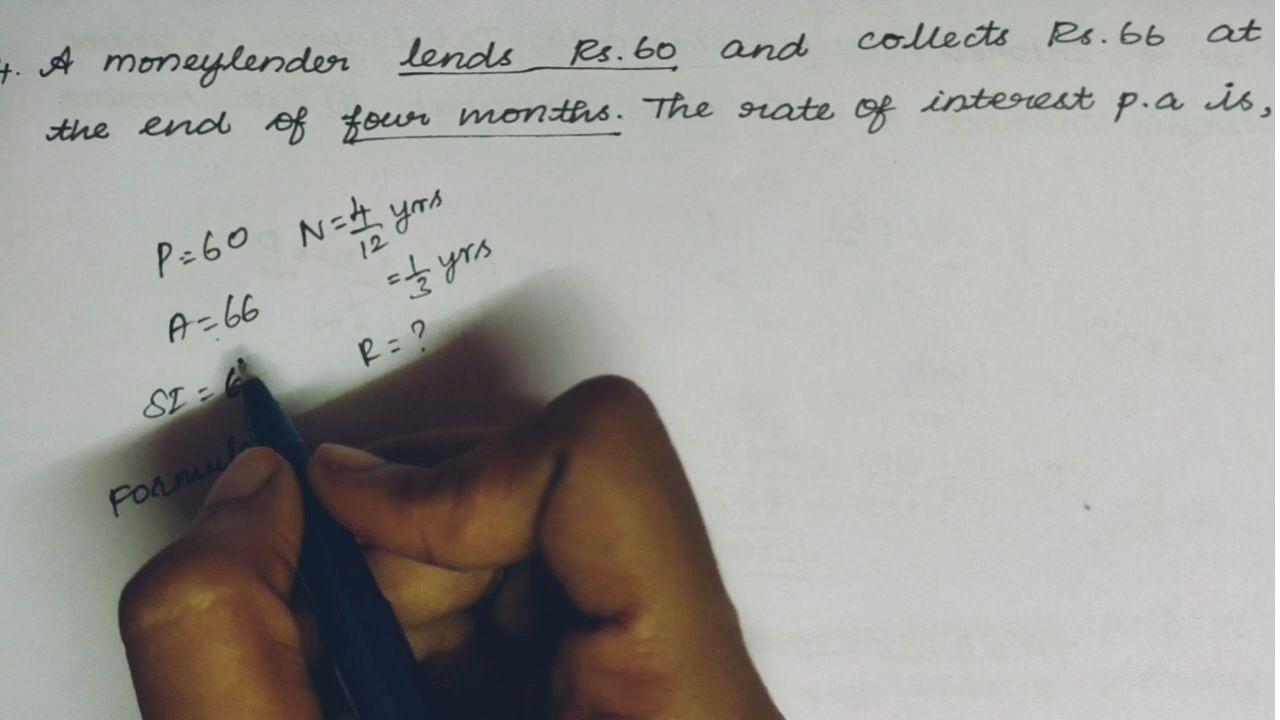 4. A moneylender lends Rs.60 and collects Rs.66 at
the end of four months. The rate of interest p.a is,
P=60 N=4/12 yrs
=1/3 yrs
A=66
R=?
SI=6